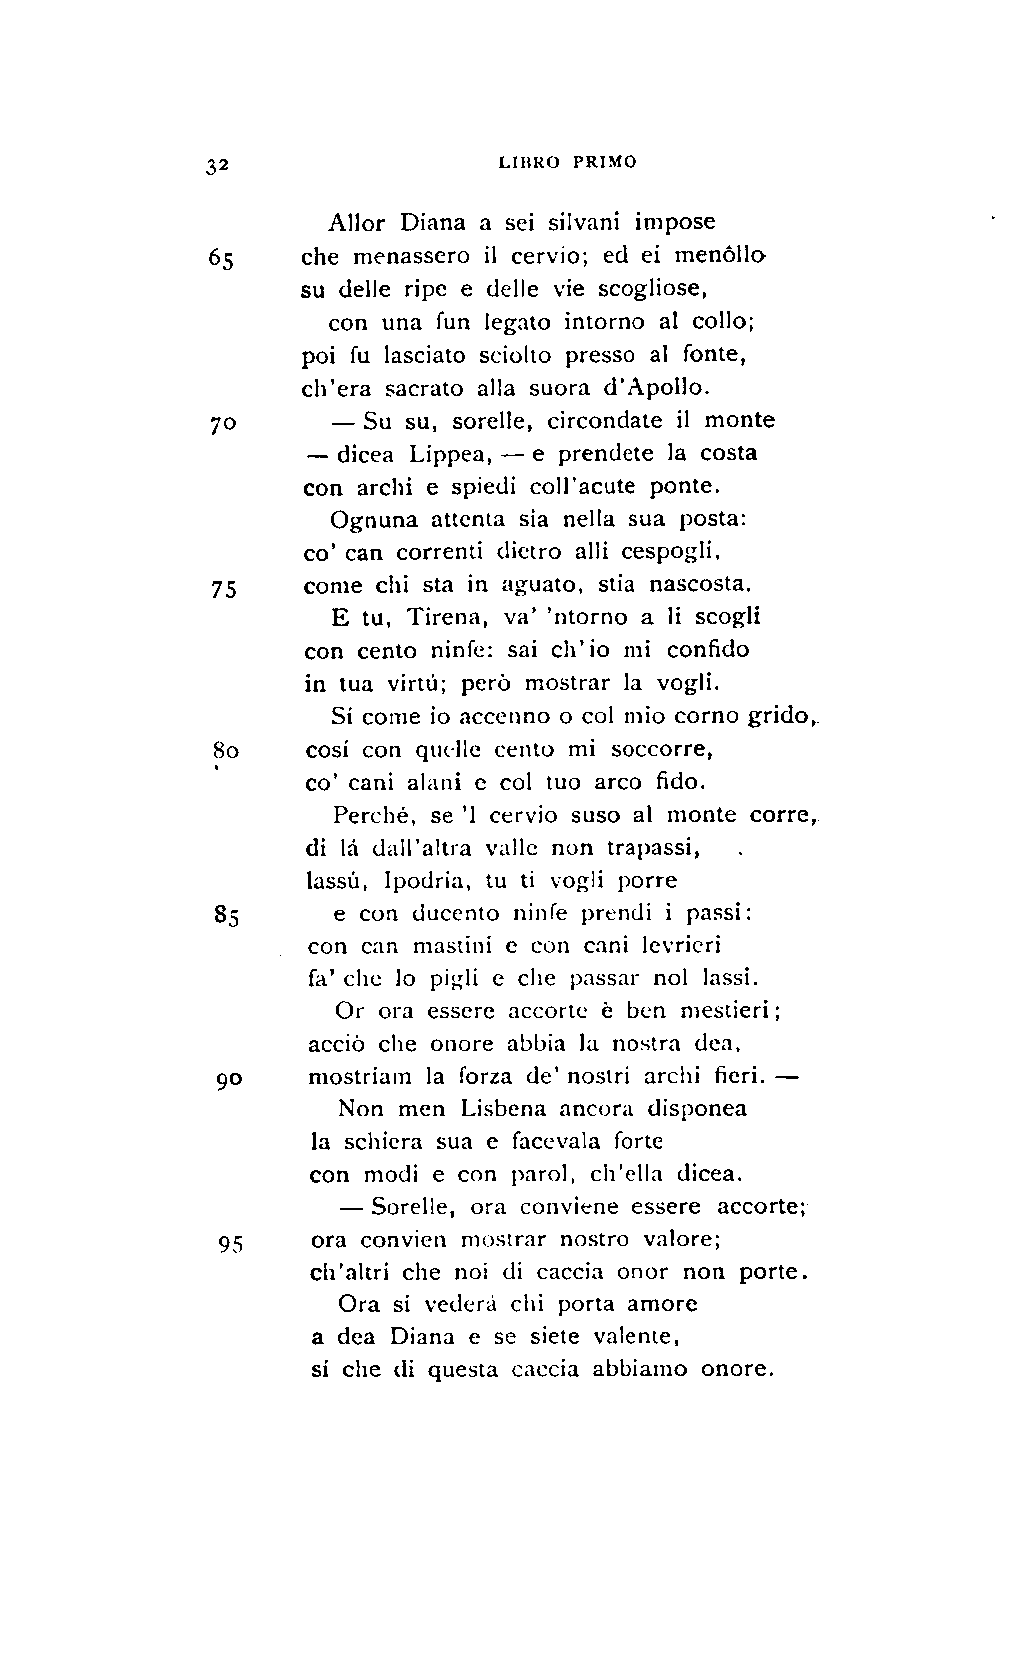 32 LIBRO PRIMO
Allor Diana a sei silvani impose
65 che menassero il cervio; ed ei menôllo
su delle ripe e delle vie scogliose,
con una fun legato intorno al collo;
poi fu lasciato sciolto presso al fonte,
ch'era sacrato alla suora d'Apollo.
70 — Su su, sorelle, circondate il monte
— dicea Lippea, — e prendete la costa
con archi e spiedi coll'acute ponte.
Ognuna attenta sia nella sua posta:
co' can correnti dietro alli cespogli,
75 come chi sta in aguato, stia nascosta.
E tu, Tirena, va' 'ntorno a li scogli
con cento ninfe: sai ch'io mi confido
in tua virtú; però mostrar la vogli.
Sí come io accenno o col mio corno grido,
80 cosí con quelle cento mi soccorre,
co' cani alani e col tuo arco fido.
Perché, se 'l cervio suso al monte corre,
di lá dall'altra valle non trapassi,
lassú, Ipodria, tu ti vogli porre
85 e con ducento ninfe prendi i passi:
con can mastini e con cani levrieri
fa' che lo pigli e che passar nol lassi.
Or ora essere accorte è ben mestieri;
acciò che onore abbia la nostra dea,
90 mostriam la forza de' nostri archi fieri. —
Non men Lisbena ancora disponea
la schiera sua e facevala forte
con modi e con parol, ch'ella dicea.
— Sorelle, ora conviene essere accorte;
95 ora convien mostrar nostro valore;
ch'altri che noi di caccia onor non porte.
Ora si vederá chi porta amore
a dea Diana e se siete valente,
sí che di questa caccia abbiamo onore.